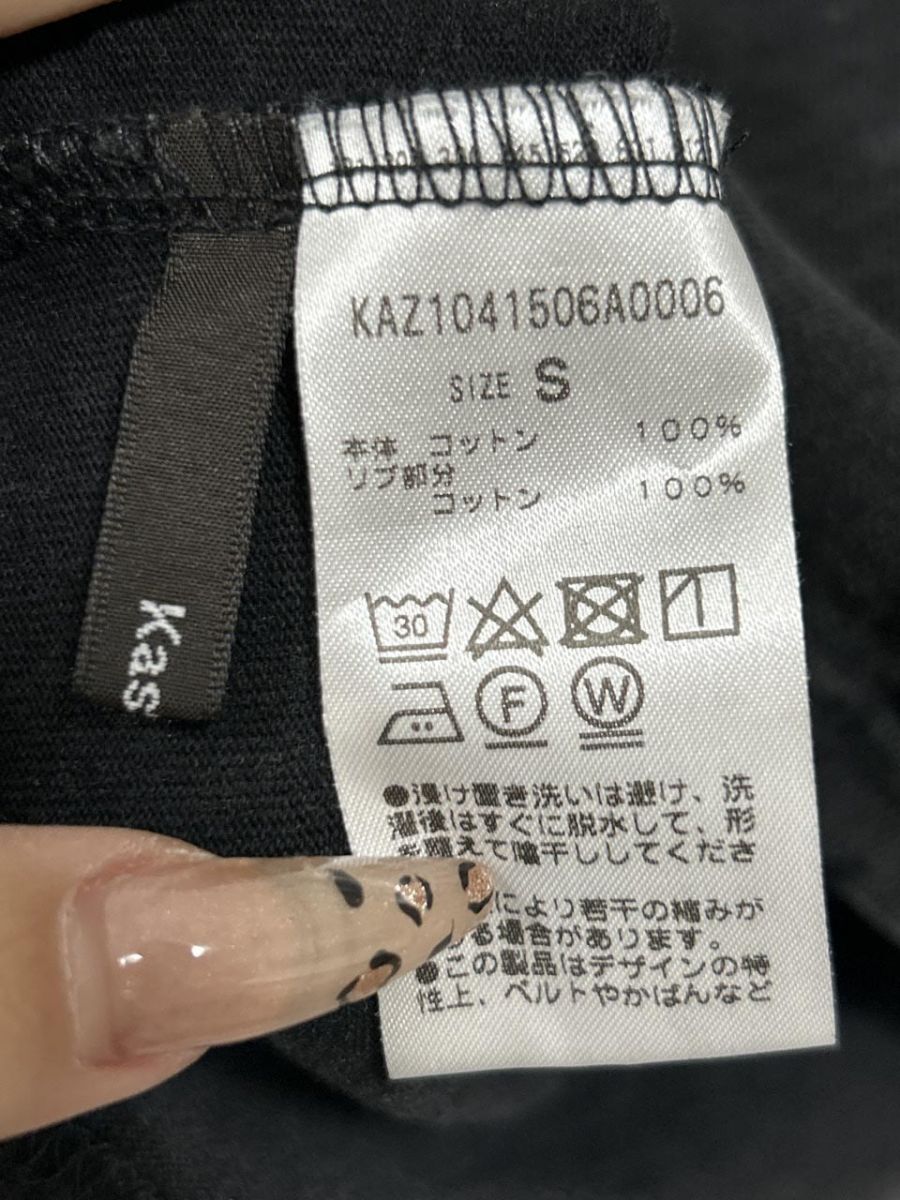 KAZ1041506A0006
SIZE S
本体 コットン 100%
リブ部分
コットン 100%
30
F
W
Kas
●浸け置き洗いは避け、洗
濯後はすぐに脱水して、形
を整えて陰干ししてくださ
により若干の縮みが
る場合があります。
●この製品はデザインの特
性上、ベルトやかばんなど